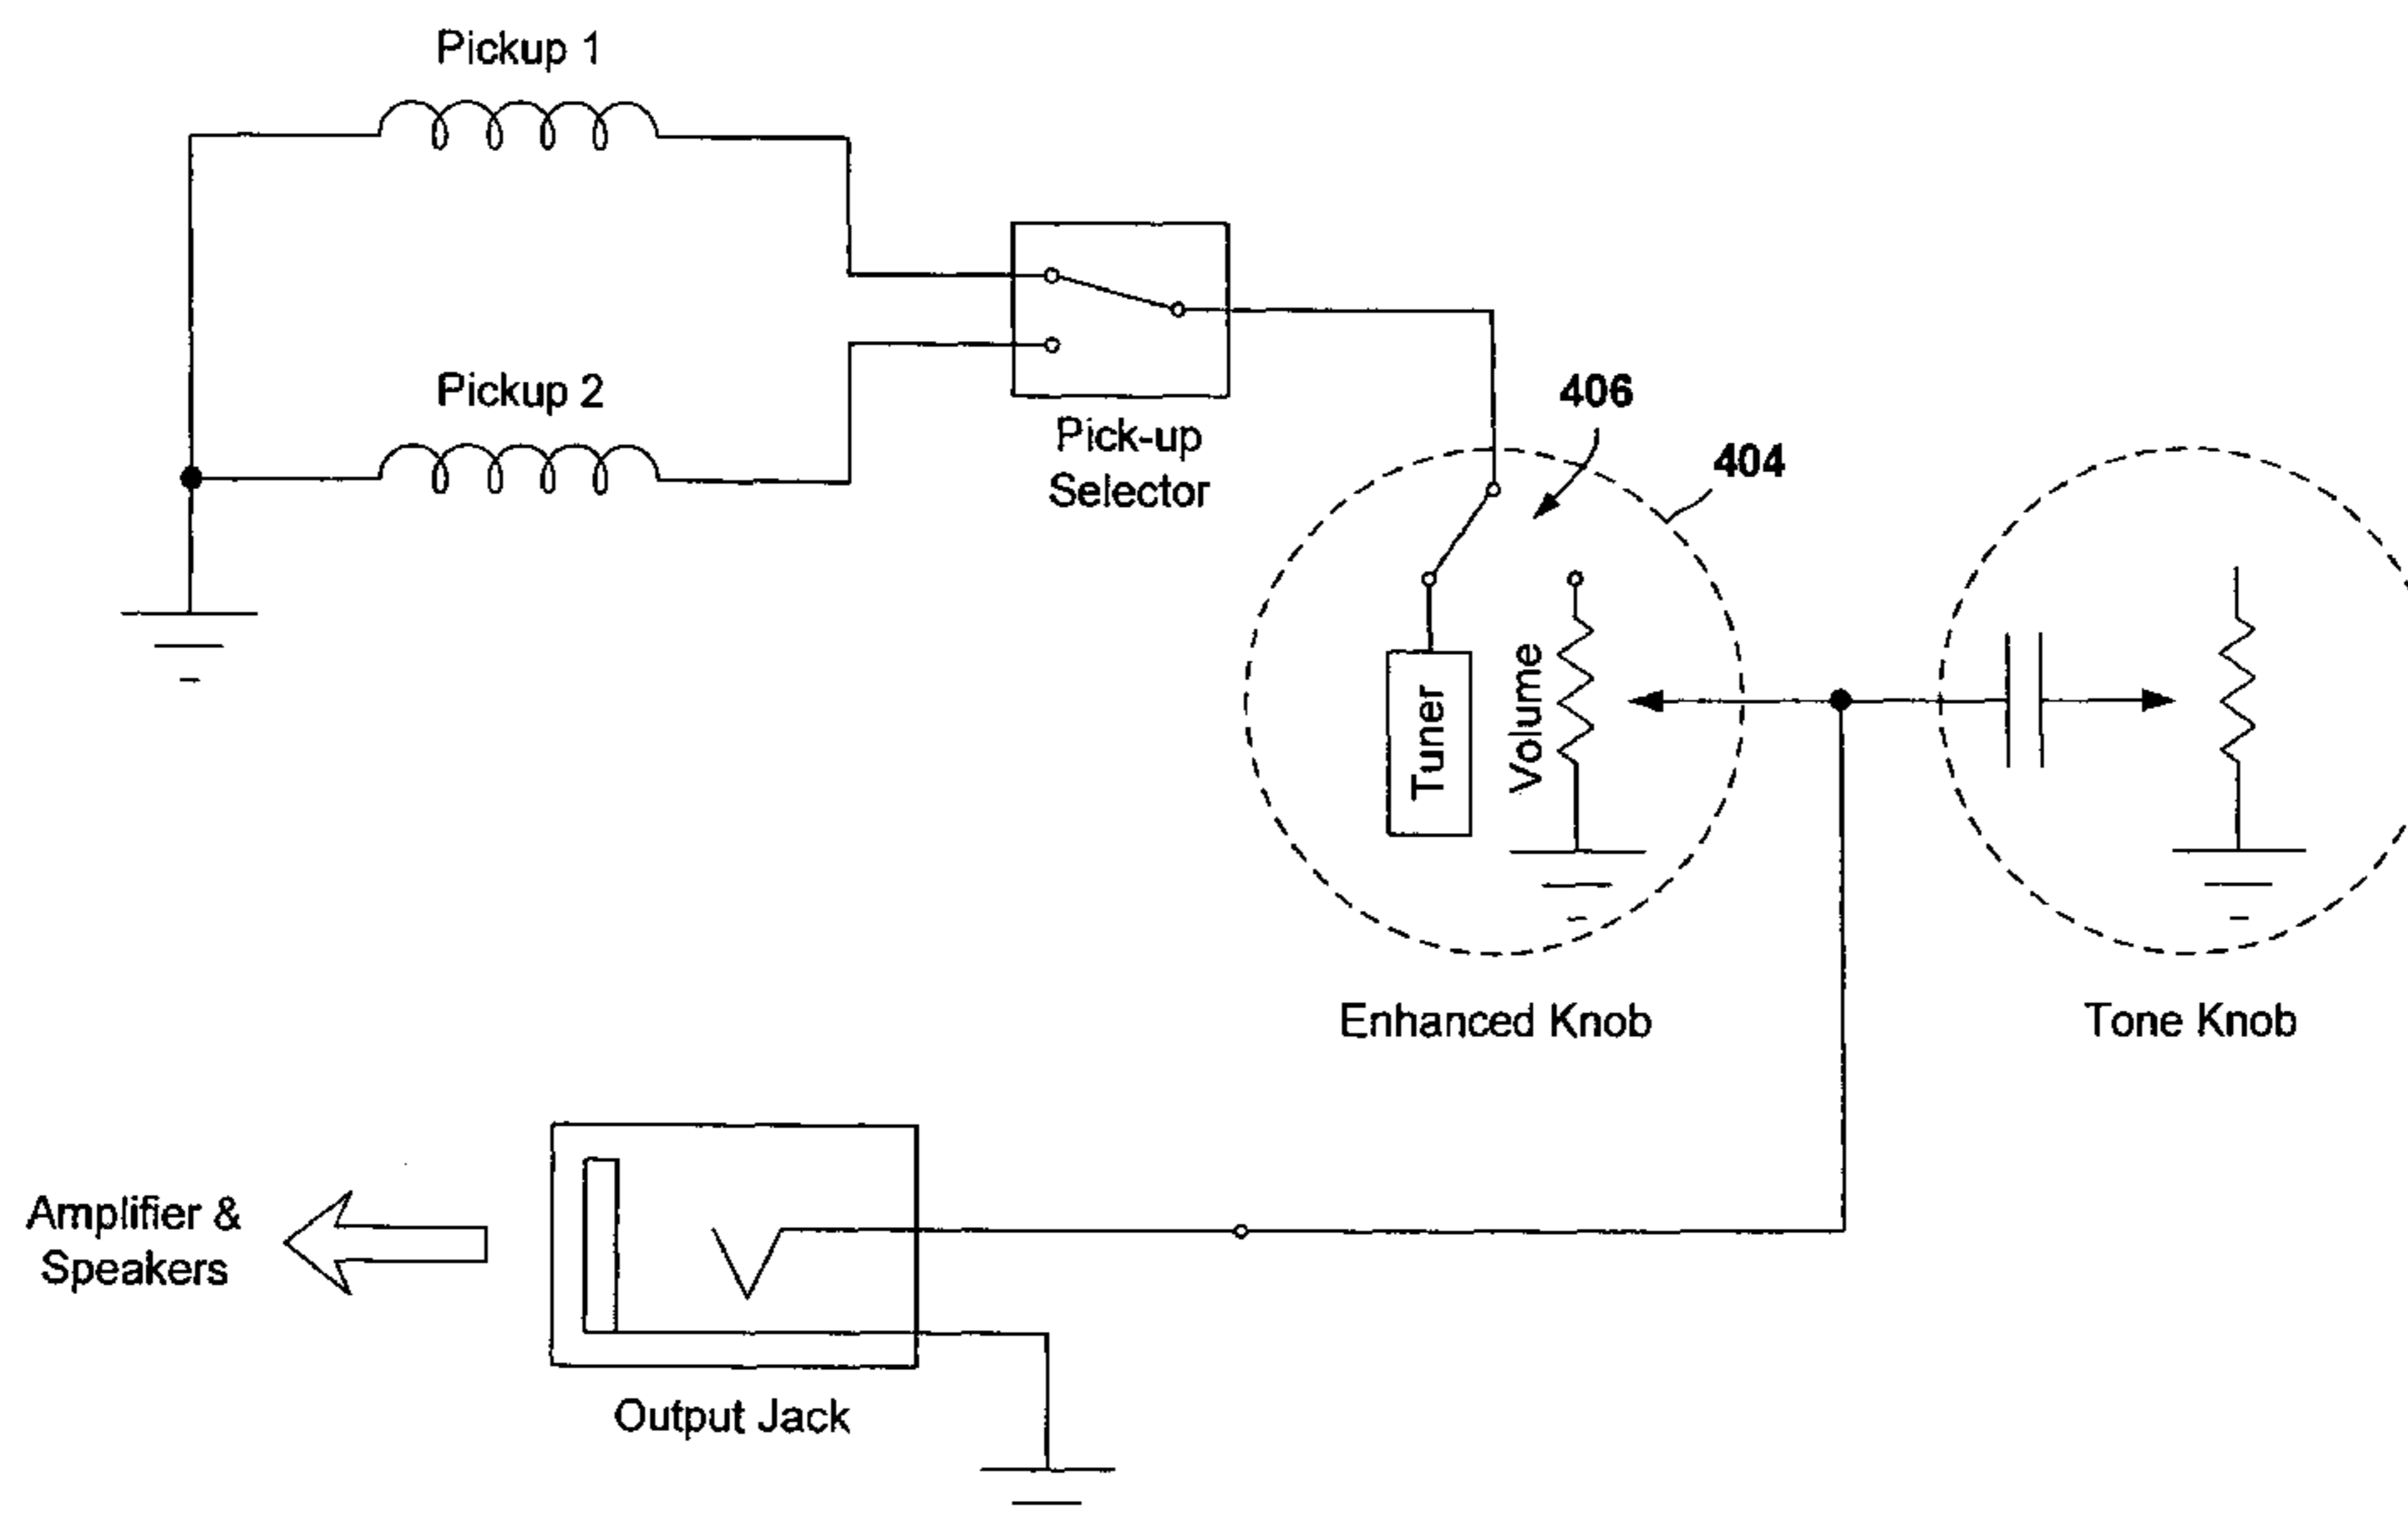 Pickup 1
Pickup 2
Pick-up
Selector
406
404
Tuner
Volume
Enhanced Knob
Tone Knob
Amplifier &
Speakers
Output Jack